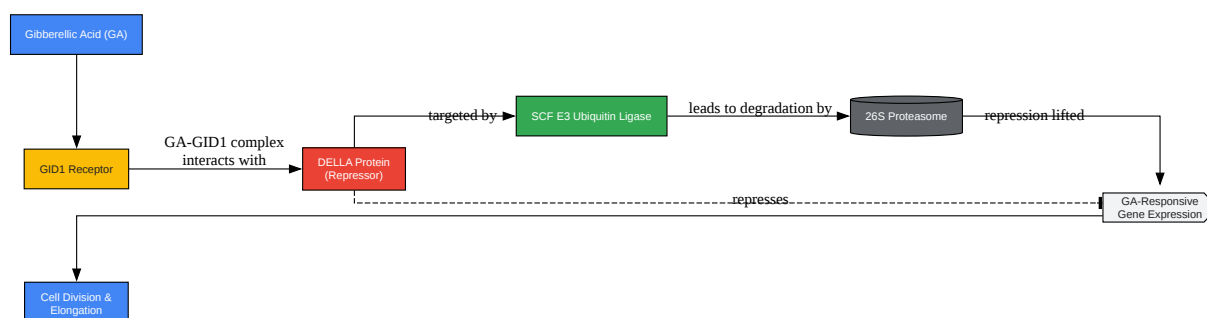 Gibberellic Acid (GA)
GID1 Receptor
GA-GID1 complex
interacts with
DELLA Protein
(Repressor)
targeted by
SCF E3 Ubiquitin Ligase
leads to degradation by
26S Proteasome
repression lifted
represses
GA-Responsive
Gene Expression
Cell Division &
Elongation